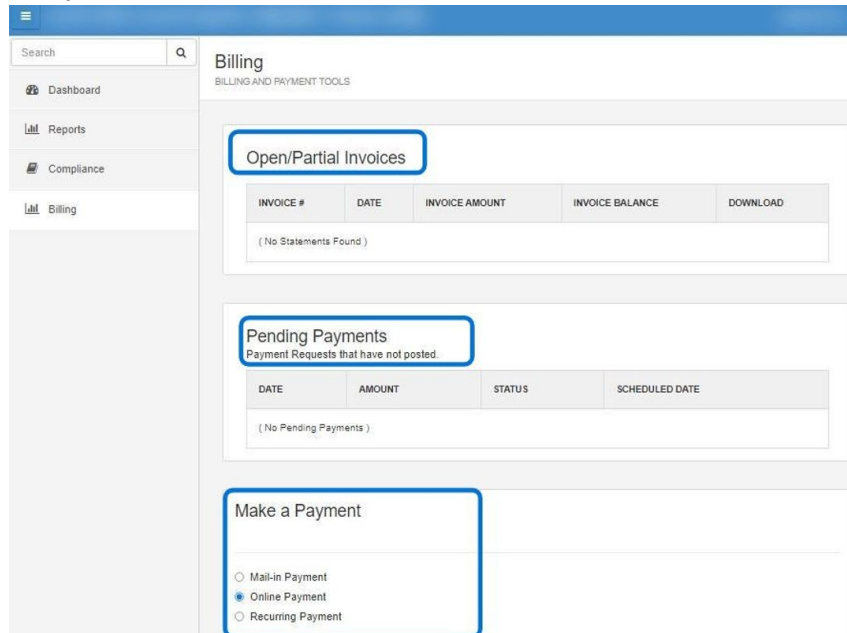 Search
Dashboard
Reports
Compliance
Billing
Billing
BILLING AND PAYMENT TOOLS
Open/Partial Invoices
INVOICE # DATE INVOICE AMOUNT INVOICE BALANCE DOWNLOAD
( No Statements Found )
Pending Payments
Payment Requests that have not posted.
DATE AMOUNT STATUS SCHEDULED DATE
( No Pending Payments )
Make a Payment
Mail-in Payment
Online Payment
Recurring Payment